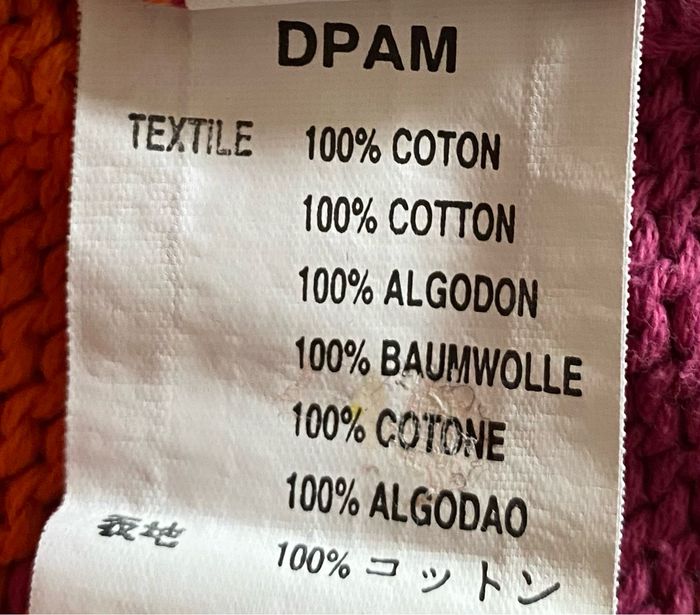 DPAM
TEXTILE 100% COTON
100% COTTON
100% ALGODON
100% BAUMWOLLE
100% COTONE
100% ALGODAO
表地 100% コットン